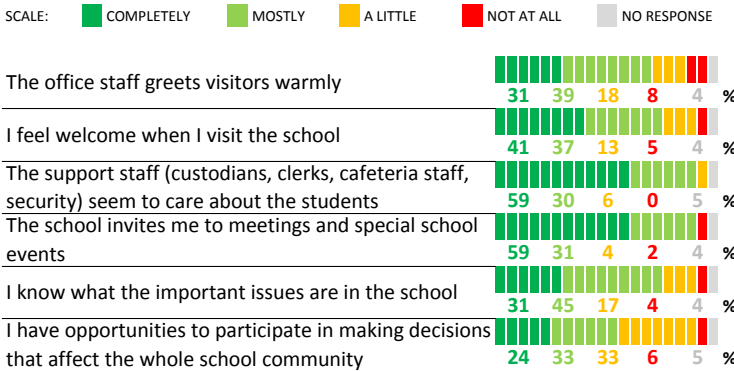 SCALE: COMPLETELY MOSTLY A LITTLE NOT AT ALL NO RESPONSE
The office staff greets visitors warmly
31 39 18 8 4 %
I feel welcome when I visit the school
41 37 13 5 4 %
The support staff (custodians, clerks, cafeteria staff,
security) seem to care about the students
59 30 6 0 5 %
The school invites me to meetings and special school
events
59 31 4 2 4 %
I know what the important issues are in the school
31 45 17 4 4 %
I have opportunities to participate in making decisions
that affect the whole school community
24 33 33 6 5 %